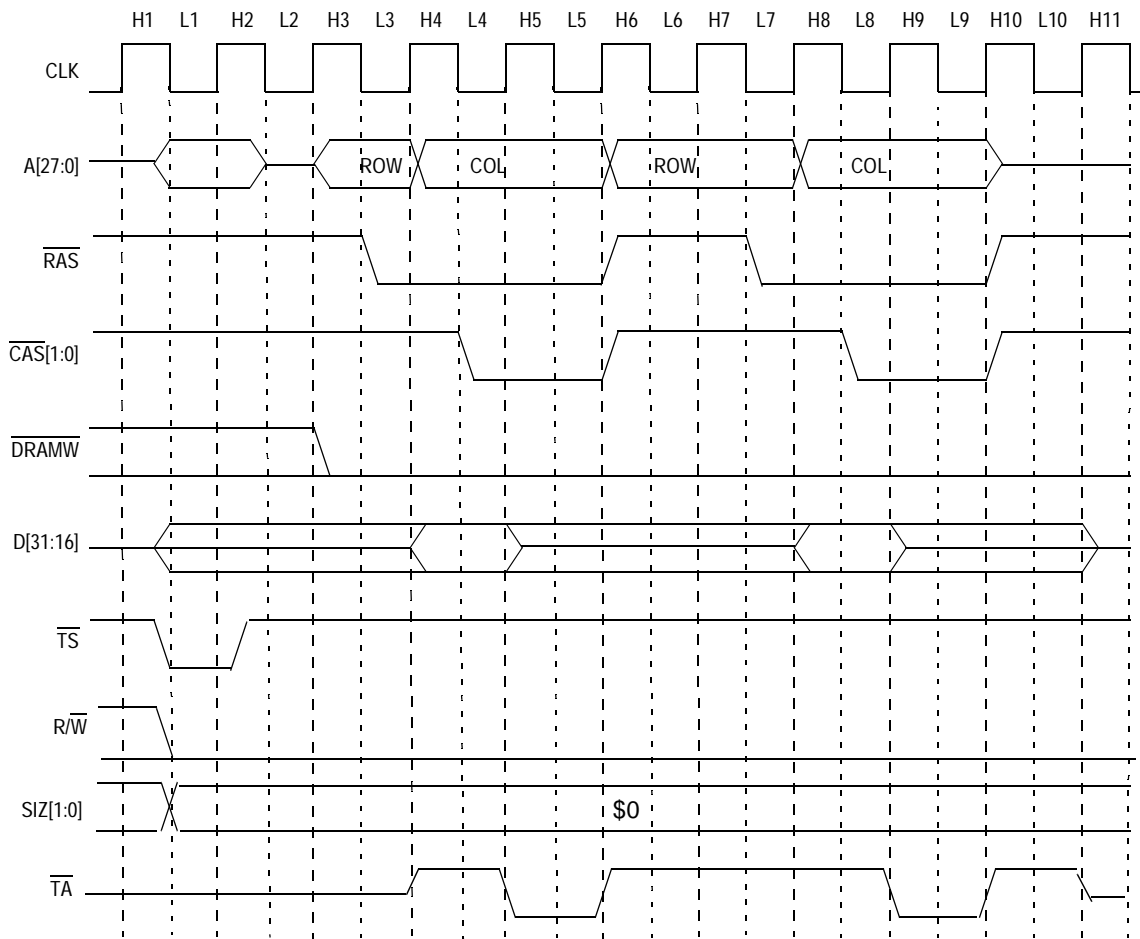 H1 L1 H2 L2 H3 L3 H4 L4 H5 L5 H6 L6 H7 L7 H8 L8 H9 L9 H10 L10 H11
CLK
A[27:0] ROW COL ROW COL
RAS
CAS[1:0]
DRAMW
D[31:16]
TS
R/W
SIZ[1:0] $0
TA